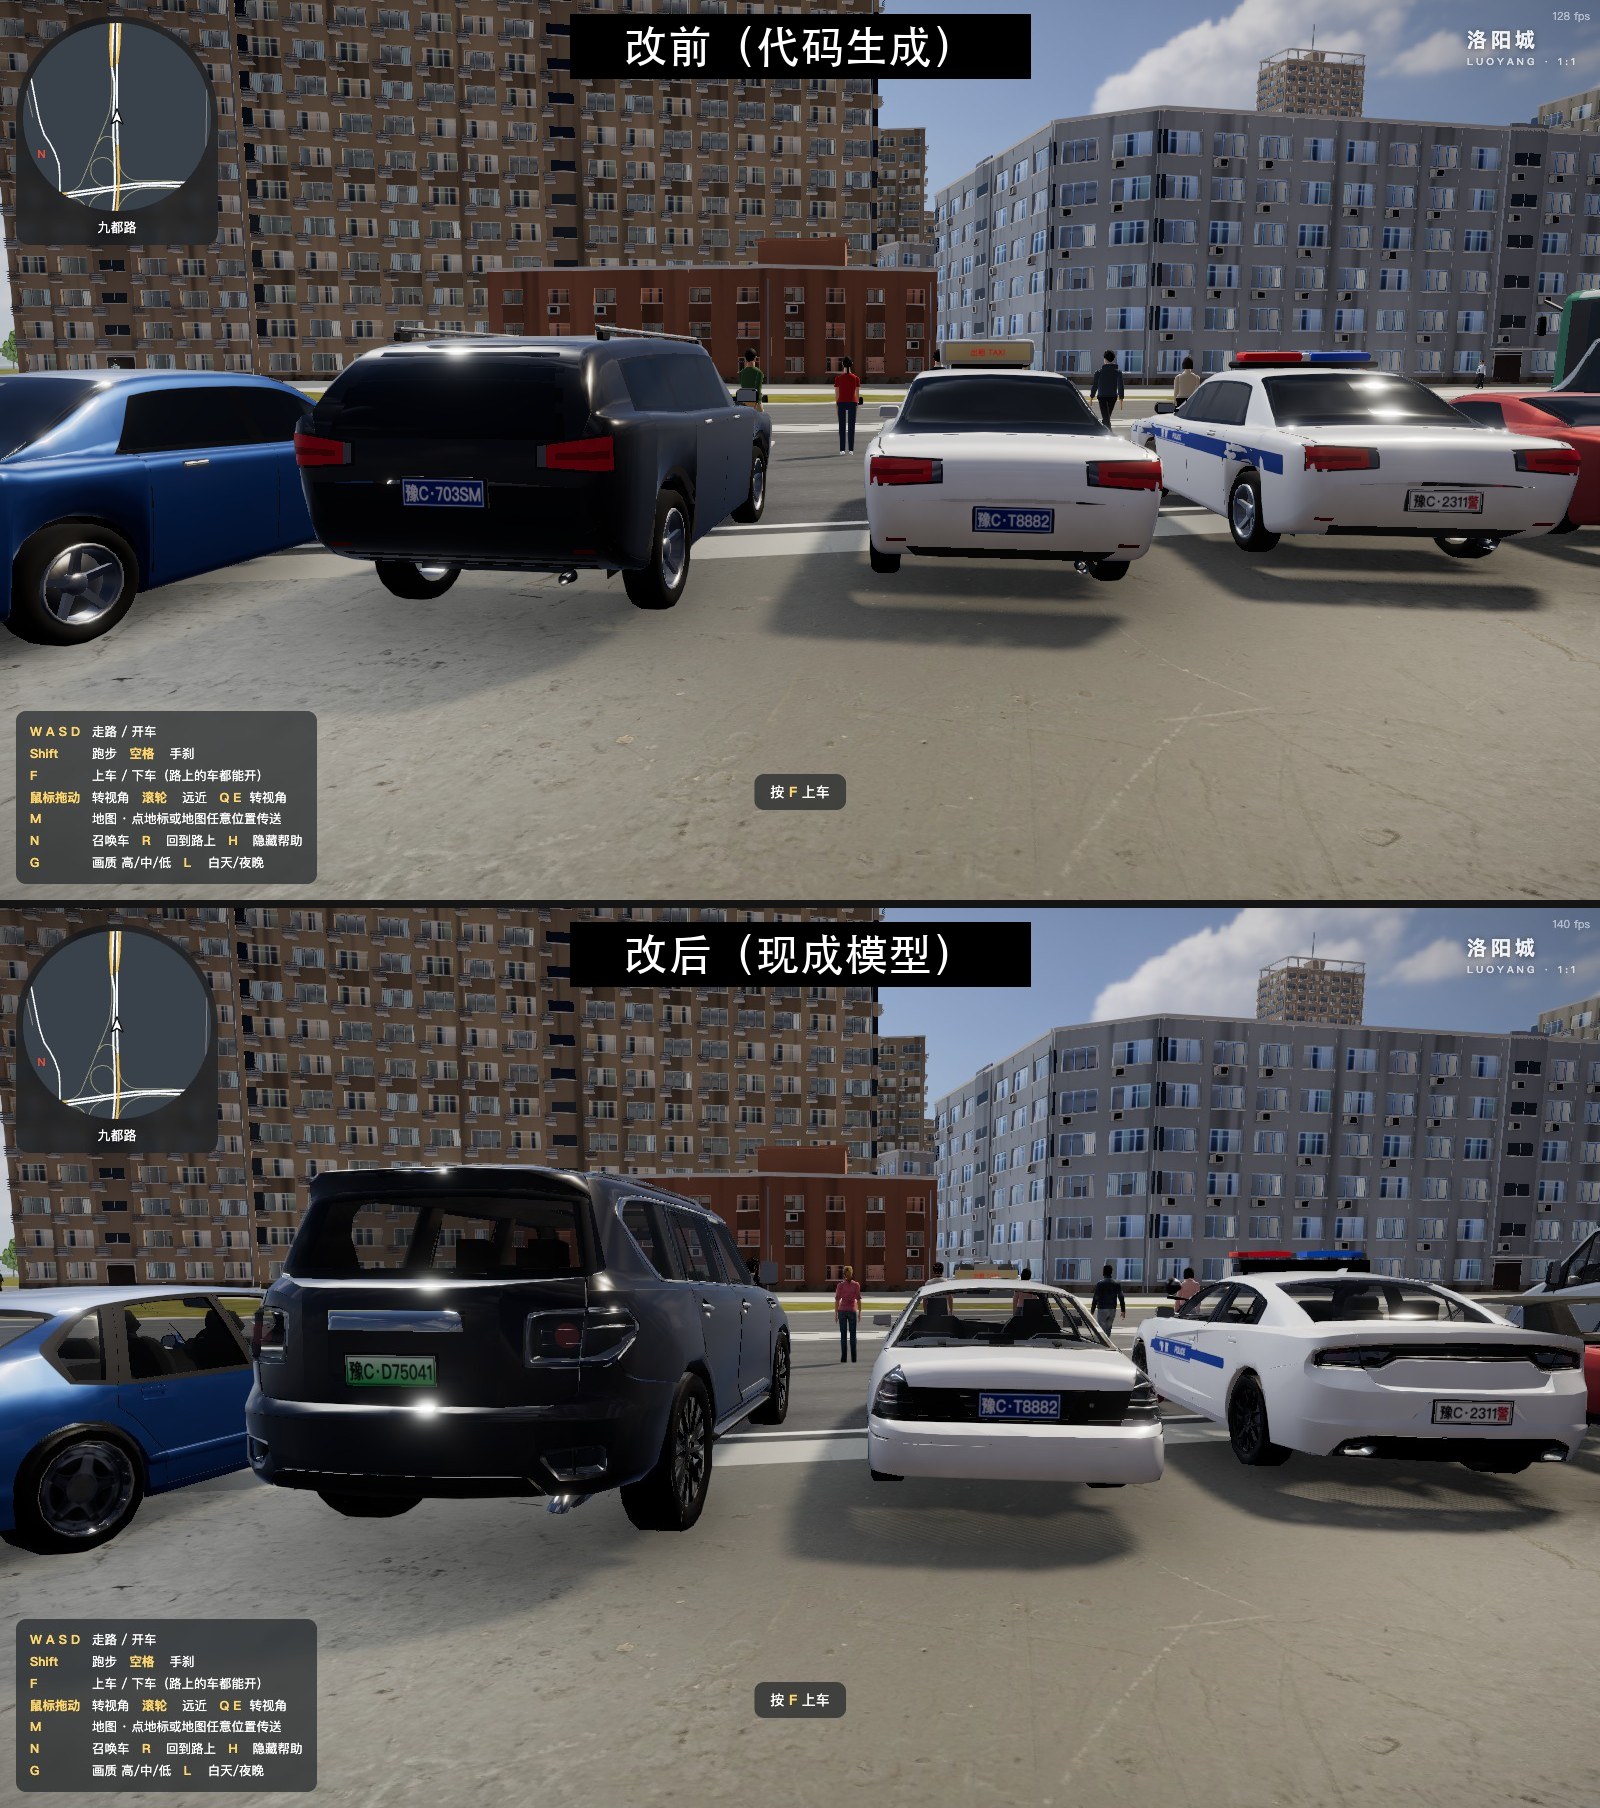 改前（代码生成）
128 fps
洛阳城
LUOYANG · 1:1
N
九都路
出租 TAXI
POLICE
豫C·703SM
豫C·T8882
豫C·2311警
W A S D 走路 / 开车
Shift 跑步 空格 手刹
F 上车 / 下车（路上的车都能开）
鼠标拖动 转视角 滚轮 远近 Q E 转视角
M 地图 · 点地标或地图任意位置传送
N 召唤车 R 回到路上 H 隐藏帮助
G 画质 高/中/低 L 白天/夜晚
按 F 上车
改后（现成模型）
140 fps
洛阳城
LUOYANG · 1:1
N
九都路
POLICE
豫C·D75041
豫C·T8882
豫C·2311警
W A S D 走路 / 开车
Shift 跑步 空格 手刹
F 上车 / 下车（路上的车都能开）
鼠标拖动 转视角 滚轮 远近 Q E 转视角
M 地图 · 点地标或地图任意位置传送
N 召唤车 R 回到路上 H 隐藏帮助
G 画质 高/中/低 L 白天/夜晚
按 F 上车